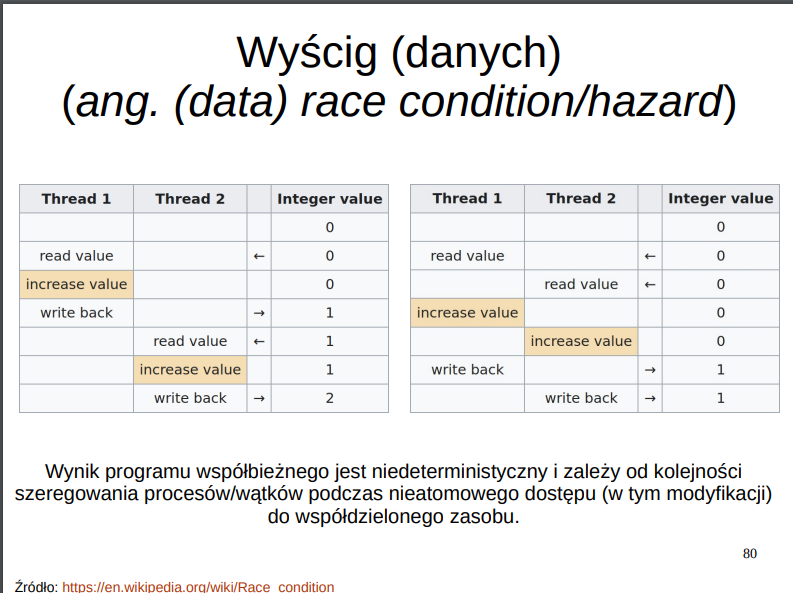 Wyścig (danych)
(ang. (data) race condition/hazard)
Thread 1 Thread 2 Integer value
0
read value ← 0
increase value 0
write back → 1
read value ← 1
increase value 1
write back → 2
Thread 1 Thread 2 Integer value
0
read value ← 0
read value ← 0
increase value 0
increase value 0
write back → 1
write back → 1
Wynik programu współbieżnego jest niedeterministyczny i zależy od kolejności
szeregowania procesów/wątków podczas nieatomowego dostępu (w tym modyfikacji)
do współdzielonego zasobu.
80
Źródło: https://en.wikipedia.org/wiki/Race_condition